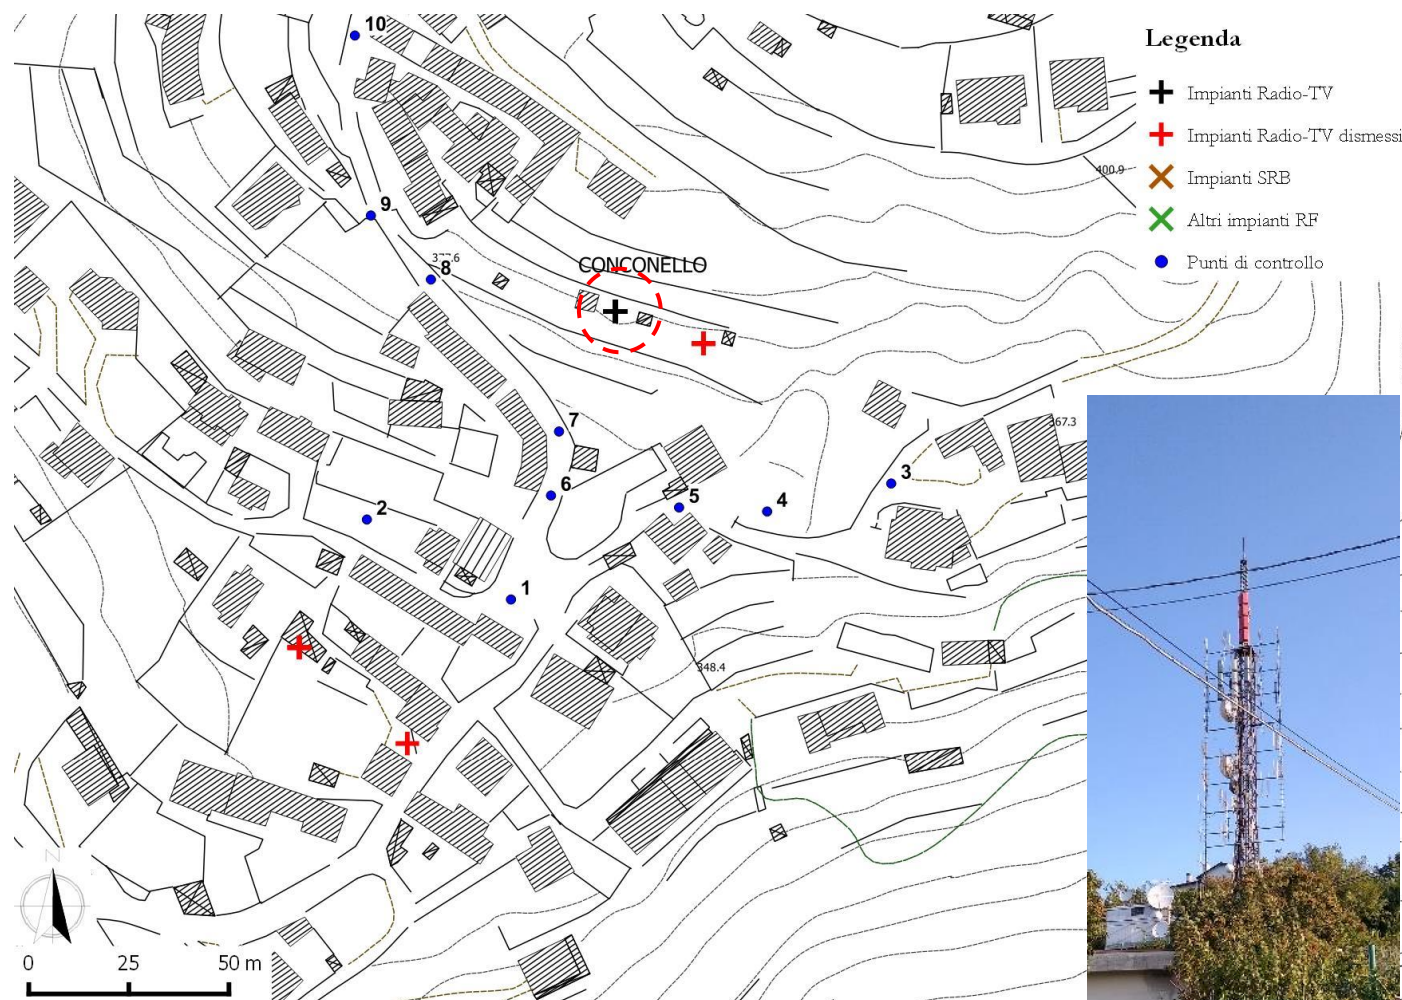 10
Legenda
Impianti Radio-TV
Impianti Radio-TV dismessi
400.9
Impianti SRB
9
Altri impianti RF
8
CONCONELLO
Punti di controllo
7
367.3
3
6
5
4
2
1
348.4
N
0 25 50 m